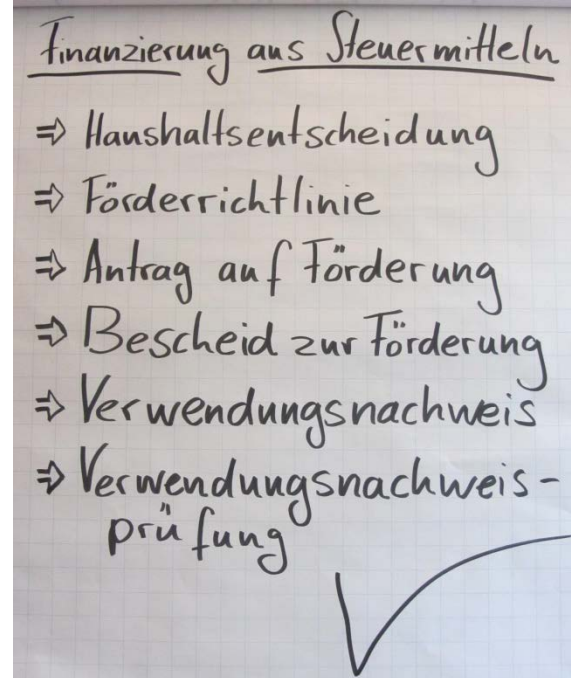 Finanzierung aus Steuermitteln
⇒ Haushaltsentscheidung
⇒ Förderrichtlinie
⇒ Antrag auf Förderung
⇒ Bescheid zur Förderung
⇒ Verwendungsnachweis
⇒ Verwendungsnachweis-
prüfung